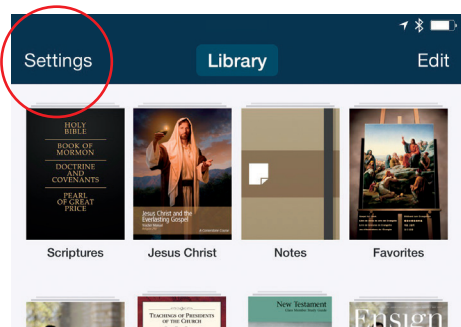 Settings
Library
Edit
HOLY
BIBLE
BOOK OF
MORMON
DOCTRINE
AND
COVENANTS
PEARL
OF GREAT
PRICE
Jesus Christ and the
Everlasting Gospel
Scriptures
Jesus Christ
Notes
Favorites
TEACHINGS OF PRESIDENTS
OF THE CHURCH
New Testament
Ensign